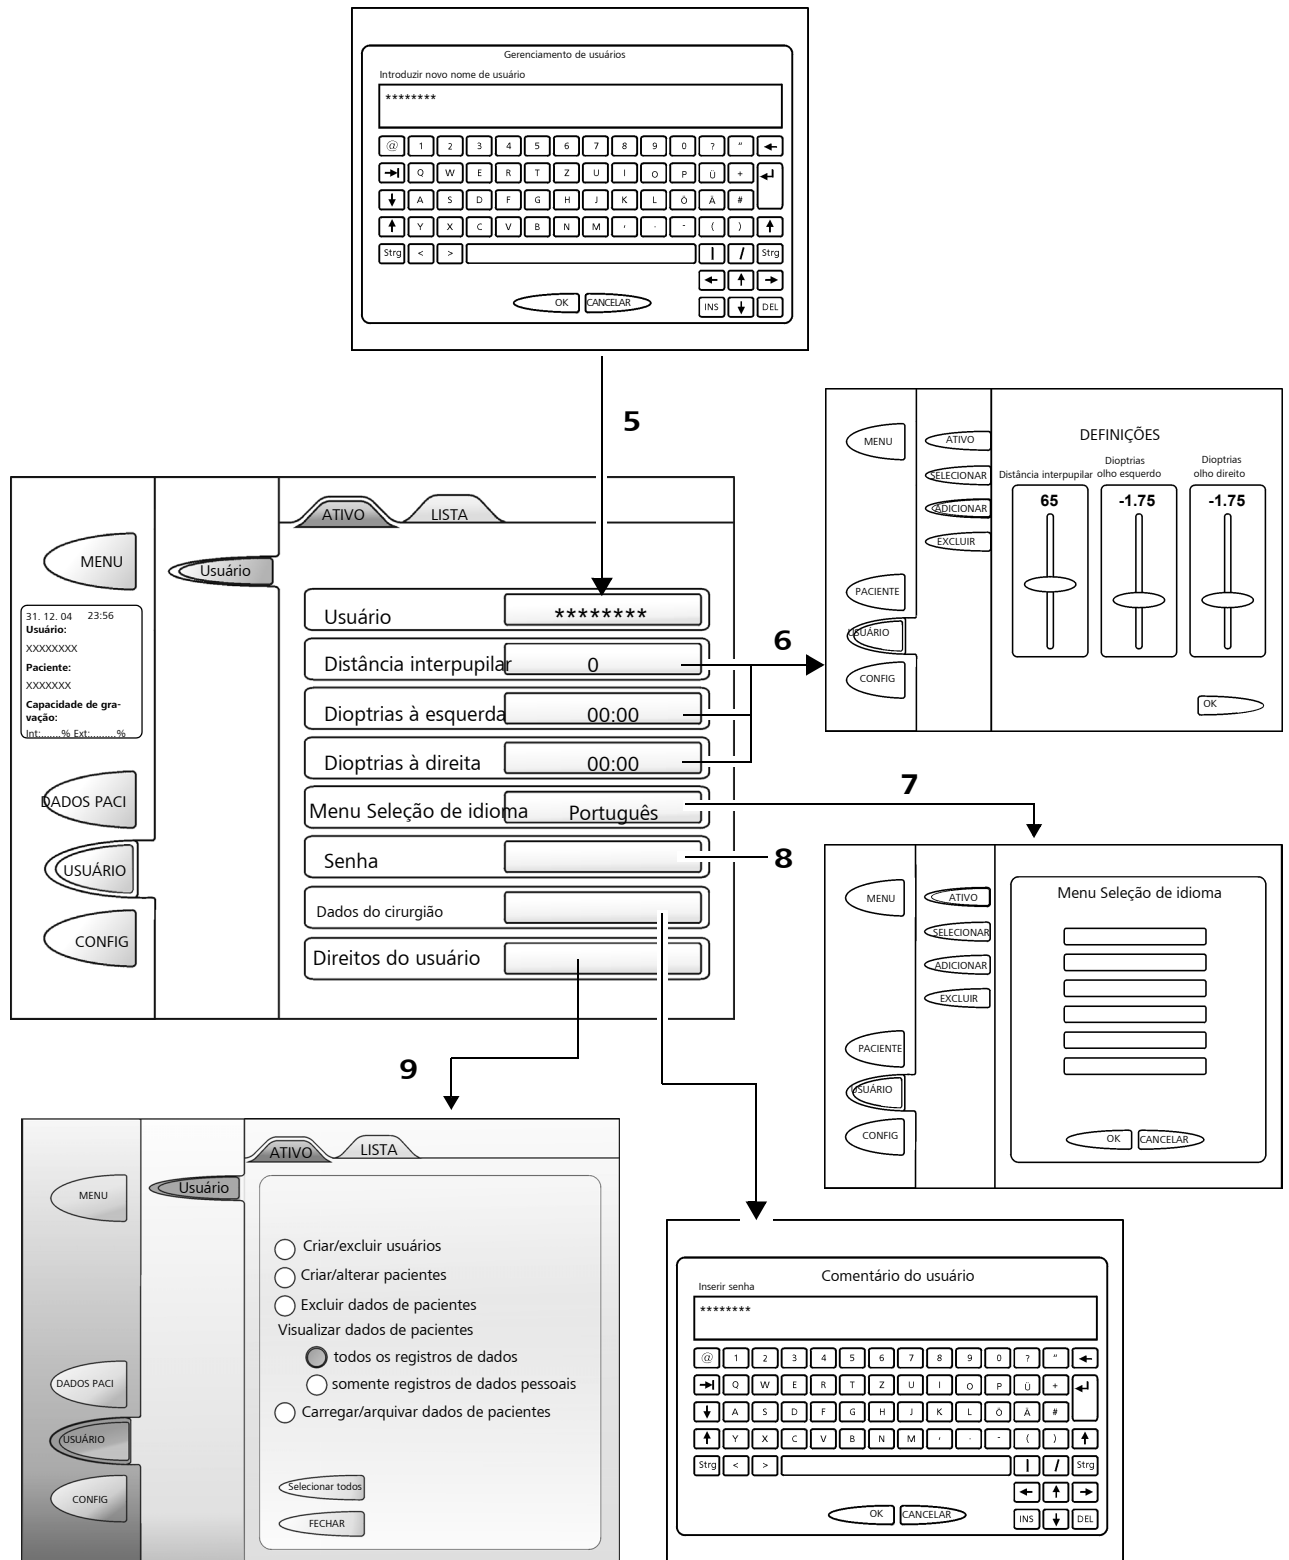 Gerenciamento de usuários
Introduzir novo nome de usuário
********
@ 1 2 3 4 5 6 7 8 9 0 ? "
Q W E R T Z U I O P Ü +
A S D F G H J K L Ö Ä #
Y X C V B N M , . - ( )
Strg < > | / Strg
OK CANCELAR INS DEL
5
ATIVO LISTA
MENU
Usuário
31. 12. 04 23:56
Usuário:
XXXXXXXX
Paciente:
XXXXXXX
Capacidade de gra-
vação:
Int:.......% Ext:.........%
DADOS PACI
USUÁRIO
CONFIG
Usuário ********
Distância interpupilar 0
Dioptrias à esquerda 00:00
Dioptrias à direita 00:00
Menu Seleção de idioma Português
Senha
Dados do cirurgião
Direitos do usuário
6
MENU
ATIVO
SELECIONAR
ADICIONAR
EXCLUIR
PACIENTE
USUÁRIO
CONFIG
DEFINIÇÕES
Distância interpupilar
Dioptrias
olho esquerdo
Dioptrias
olho direito
65 -1.75 -1.75
OK
7
8
MENU
ATIVO
SELECIONAR
ADICIONAR
EXCLUIR
PACIENTE
USUÁRIO
CONFIG
Menu Seleção de idioma
OK CANCELAR
9
ATIVO LISTA
MENU
Usuário
DADOS PACI
USUÁRIO
CONFIG
Criar/excluir usuários
Criar/alterar pacientes
Excluir dados de pacientes
Visualizar dados de pacientes
todos os registros de dados
somente registros de dados pessoais
Carregar/arquivar dados de pacientes
Selecionar todos
FECHAR
Comentário do usuário
Inserir senha
********
@ 1 2 3 4 5 6 7 8 9 0 ? "
Q W E R T Z U I O P Ü +
A S D F G H J K L Ö Ä #
Y X C V B N M , . - ( )
Strg < > | / Strg
OK CANCELAR INS DEL